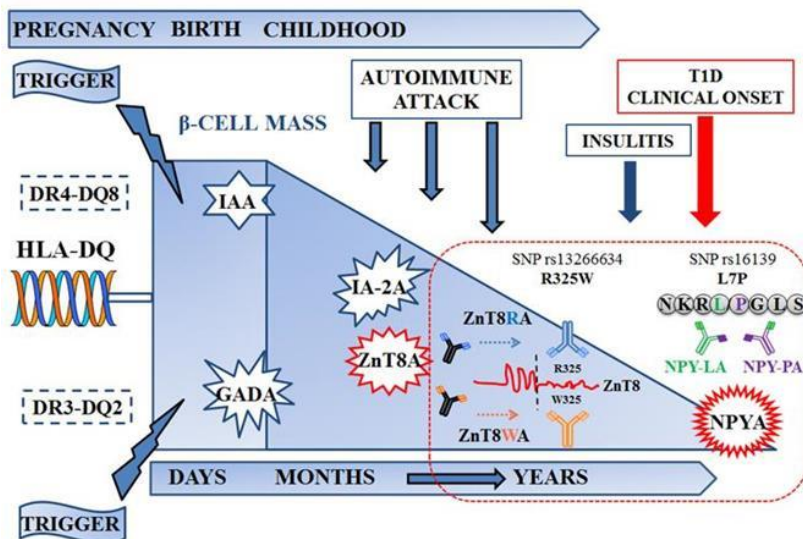 PREGNANCY BIRTH CHILDHOOD
TRIGGER
AUTOIMMUNE
ATTACK
T1D
CLINICAL ONSET
β-CELL MASS
INSULITIS
DR4-DQ8
IAA
HLA-DQ
SNP rs13266634
R325W
SNP rs16139
L7P
IA-2A
NKRLPGLS
ZnT8RA
ZnT8A
R325
ZnT8
W325
NPY-LA
NPY-PA
DR3-DQ2
GADA
ZnT8WA
NPYA
DAYS
MONTHS
YEARS
TRIGGER